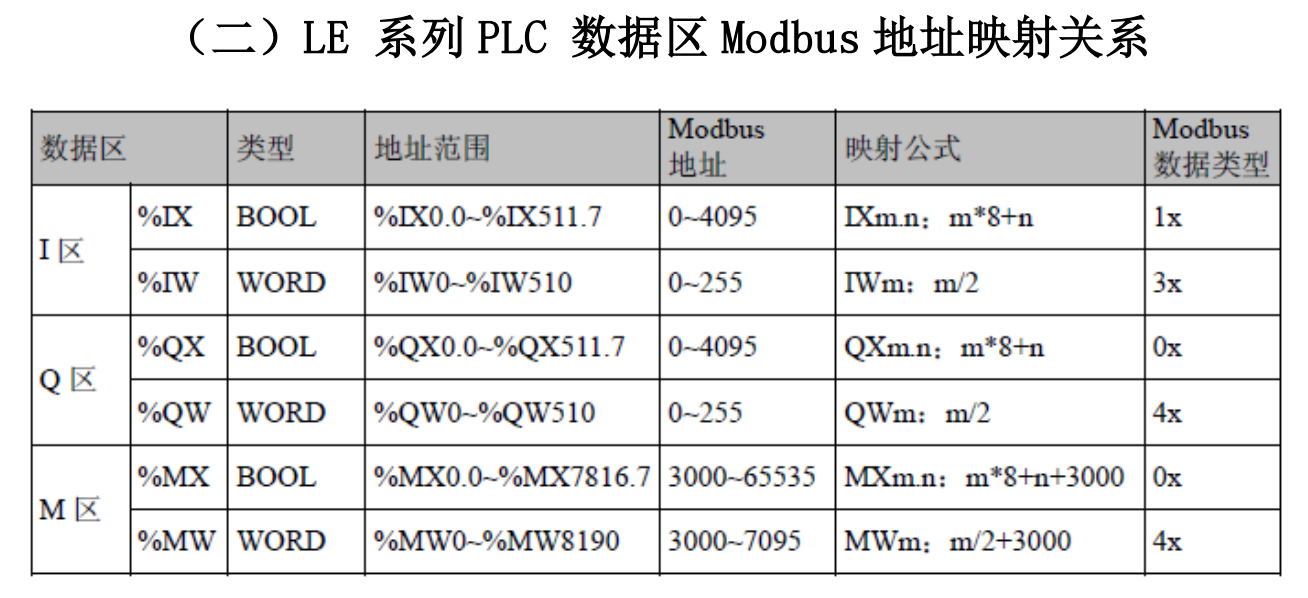 （二）LE 系列 PLC 数据区 Modbus 地址映射关系
数据区 类型 地址范围 Modbus 地址 映射公式 Modbus 数据类型
I 区
%IX BOOL %IX0.0~%IX511.7 0~4095 IXm.n：m*8+n 1x
%IW WORD %IW0~%IW510 0~255 IWm：m/2 3x
Q 区
%QX BOOL %QX0.0~%QX511.7 0~4095 QXm.n：m*8+n 0x
%QW WORD %QW0~%QW510 0~255 QWm：m/2 4x
M 区
%MX BOOL %MX0.0~%MX7816.7 3000~65535 MXm.n：m*8+n+3000 0x
%MW WORD %MW0~%MW8190 3000~7095 MWm：m/2+3000 4x